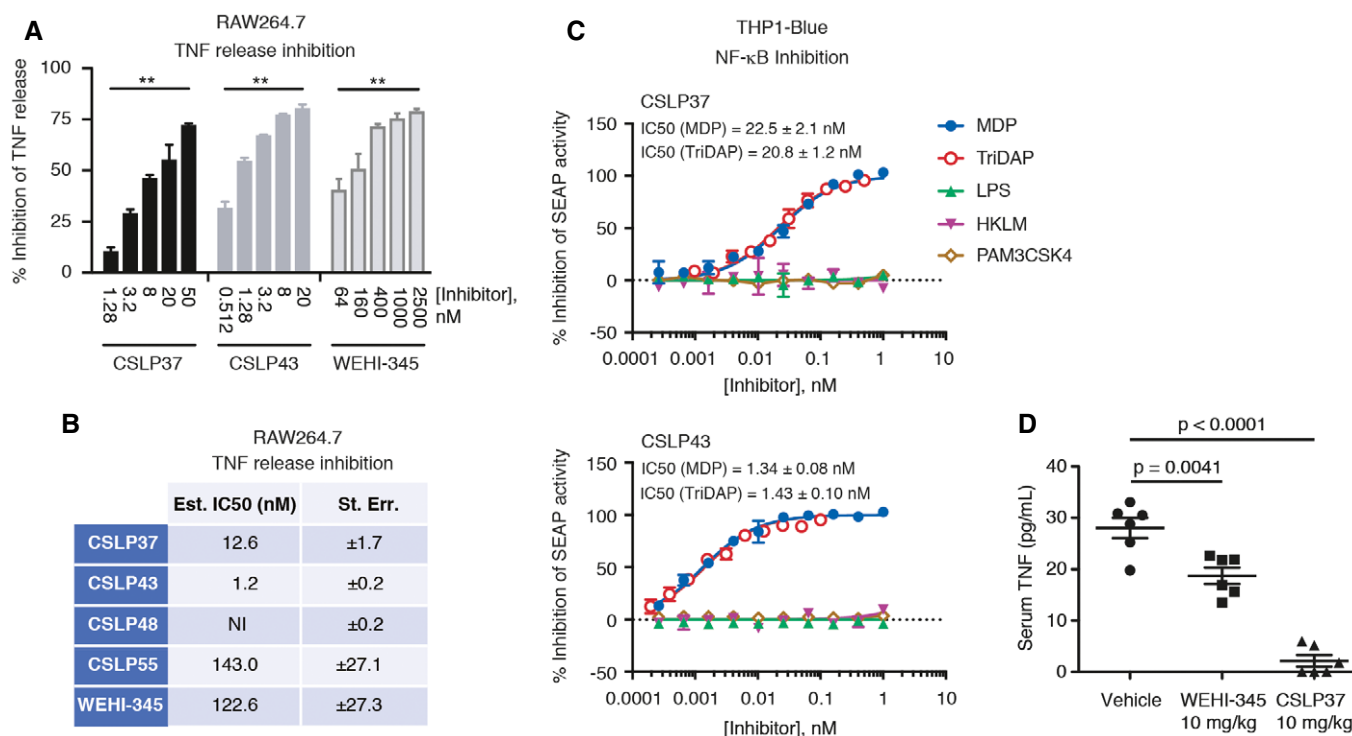 A
RAW264.7
TNF release inhibition
% Inhibition of TNF release
100
75
50
25
0
** ** **
1.28 3.2 8 20 50 0.512 1.28 3.2 8 20 64 160 400 1000 2500 [Inhibitor], nM
CSLP37 CSLP43 WEHI-345
B
RAW264.7
TNF release inhibition
Est. IC50 (nM) St. Err.
CSLP37 12.6 ±1.7
CSLP43 1.2 ±0.2
CSLP48 NI ±0.2
CSLP55 143.0 ±27.1
WEHI-345 122.6 ±27.3
C
THP1-Blue
NF-κB Inhibition
CSLP37
IC50 (MDP) = 22.5 ± 2.1 nM
IC50 (TriDAP) = 20.8 ± 1.2 nM
% Inhibition of SEAP activity
150
100
50
0
-50
0.0001 0.001 0.01 0.1 1 10
[Inhibitor], nM
MDP
TriDAP
LPS
HKLM
PAM3CSK4
CSLP43
IC50 (MDP) = 1.34 ± 0.08 nM
IC50 (TriDAP) = 1.43 ± 0.10 nM
% Inhibition of SEAP activity
150
100
50
0
-50
0.0001 0.001 0.01 0.1 1 10
[Inhibitor], nM
D
p < 0.0001
p = 0.0041
Serum TNF (pg/mL)
40
30
20
10
0
Vehicle WEHI-345 CSLP37
10 mg/kg 10 mg/kg